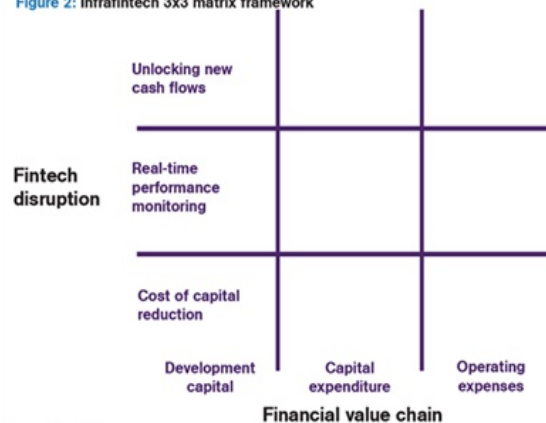 Figure 2: Infrafintech 3x3 matrix framework
Unlocking new
cash flows
Fintech
disruption
Real-time
performance
monitoring
Cost of capital
reduction
Development
capital
Capital
expenditure
Operating
expenses
Financial value chain